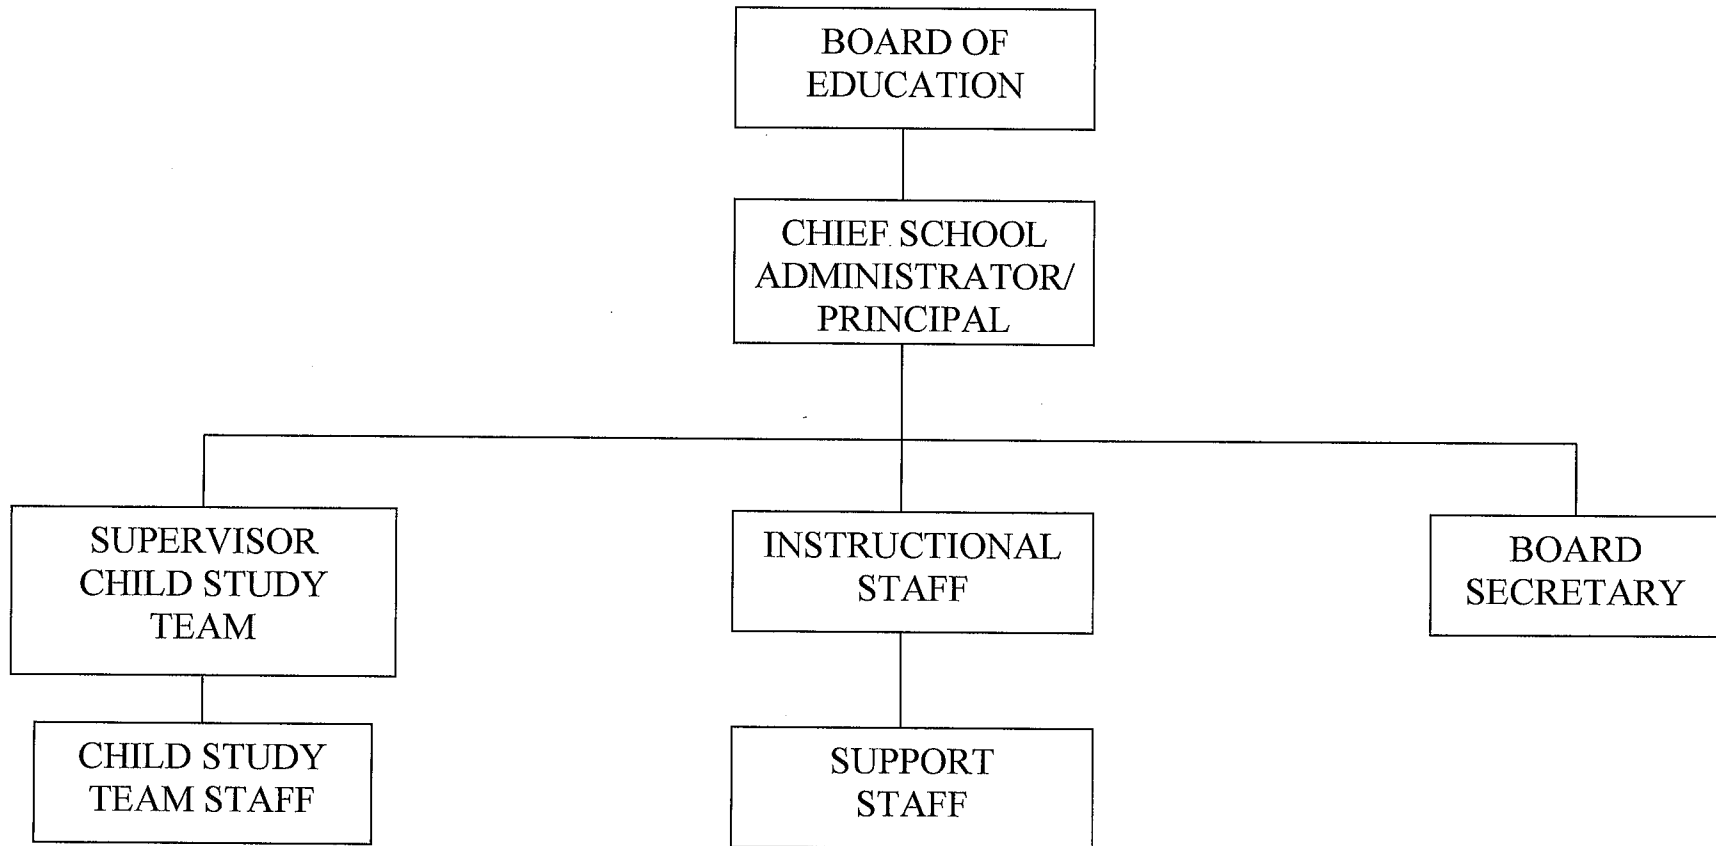 BOARD OF
EDUCATION
CHIEF SCHOOL
ADMINISTRATOR/
PRINCIPAL
SUPERVISOR
CHILD STUDY
TEAM
INSTRUCTIONAL
STAFF
BOARD
SECRETARY
CHILD STUDY
TEAM STAFF
SUPPORT
STAFF